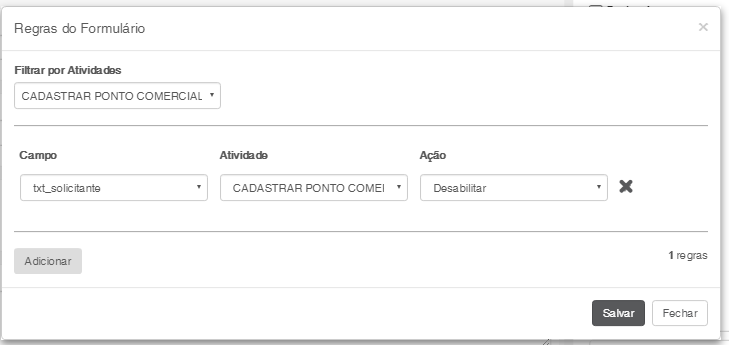 Regras do Formulário
×
Filtrar por Atividades
CADASTRAR PONTO COMERCIAL
Campo Atividade Ação
txt_solicitante CADASTRAR PONTO COMEI Desabilitar
Adicionar 1 regras
Salvar Fechar